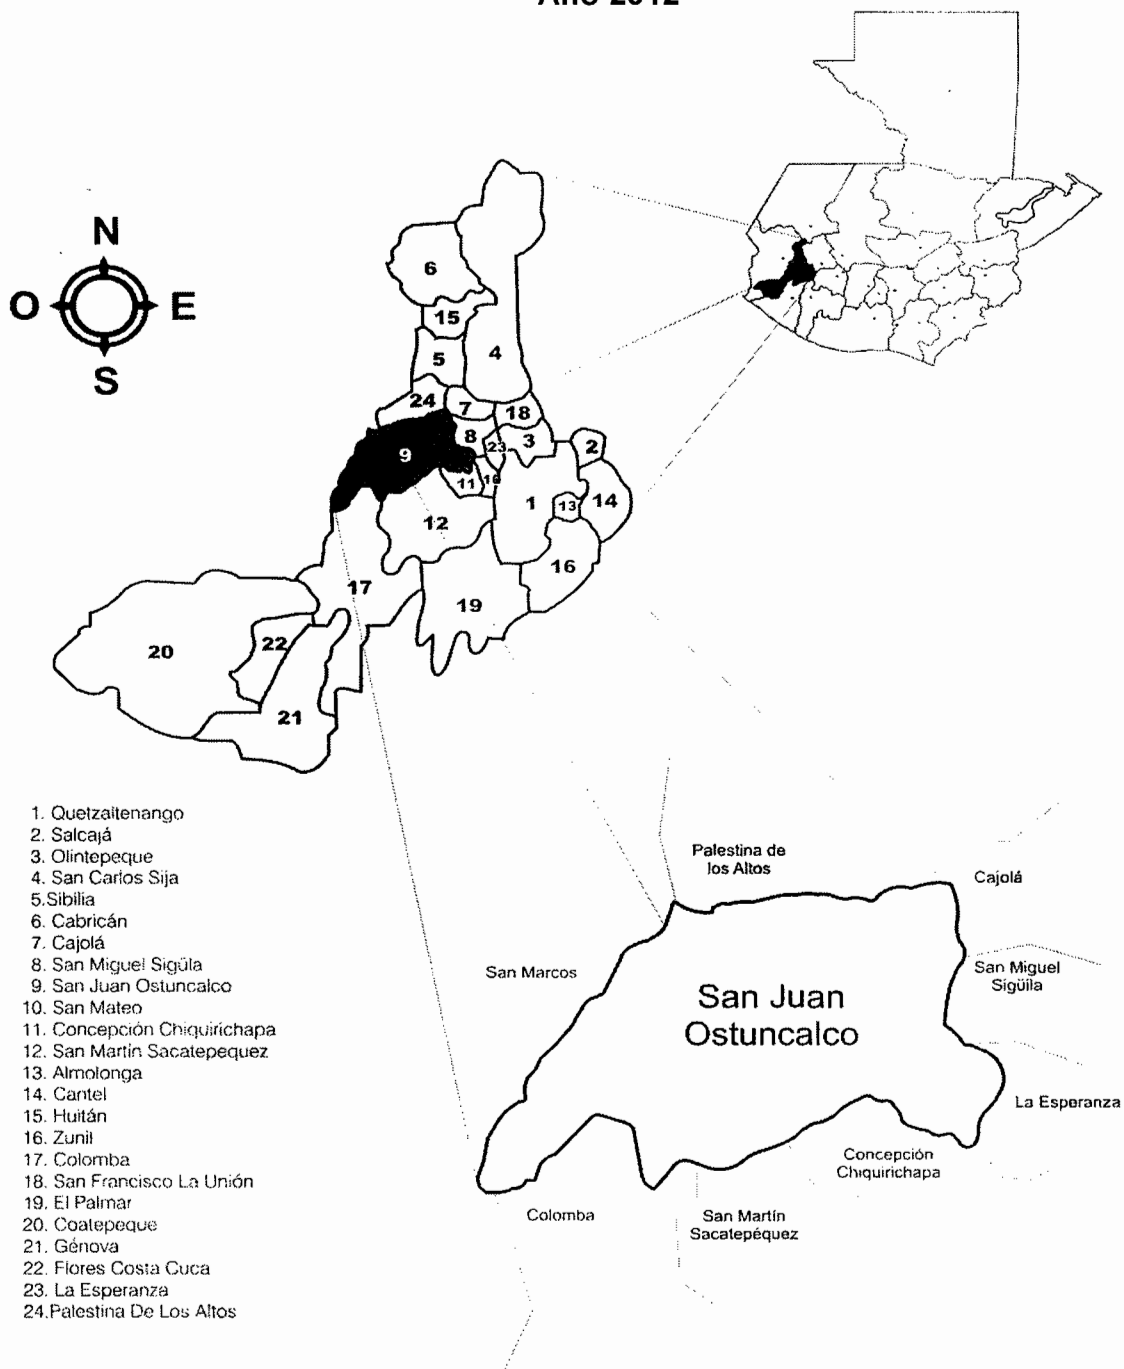 Año 2012
N
O
E
S
6
15
5
4
24
7
18
8
23
3
2
9
11
10
1
13
14
12
16
17
19
20
22
21
1. Quetzaltenango
2. Salcajá
3. Olintepeque
4. San Carlos Sija
5.Sibilia
6. Cabricán
7. Cajolá
8. San Miguel Sigüla
9. San Juan Ostuncalco
10. San Mateo
11. Concepción Chiquirichapa
12. San Martín Sacatepequez
13. Almolonga
14. Cantel
15. Huitán
16. Zunil
17. Colomba
18. San Francisco La Unión
19. El Palmar
20. Coatepeque
21. Génova
22. Flores Costa Cuca
23. La Esperanza
24.Palestina De Los Altos
Palestina de
los Altos
Cajolá
San Marcos
San Miguel
Sigüila
San Juan
Ostuncalco
La Esperanza
Concepción
Chiquirichapa
Colomba
San Martín
Sacatepéquez